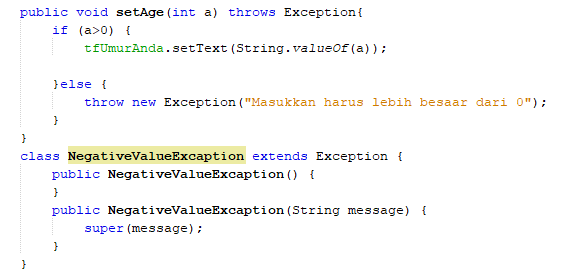 public void setAge(int a) throws Exception{
if (a>0) {
tfUmurAnda.setText(String.valueOf(a));
}else {
throw new Exception("Masukkan harus lebih besaar dari 0");
}
}
class NegativeValueExcaption extends Exception {
public NegativeValueExcaption() {
}
public NegativeValueExcaption(String message) {
super(message);
}
}